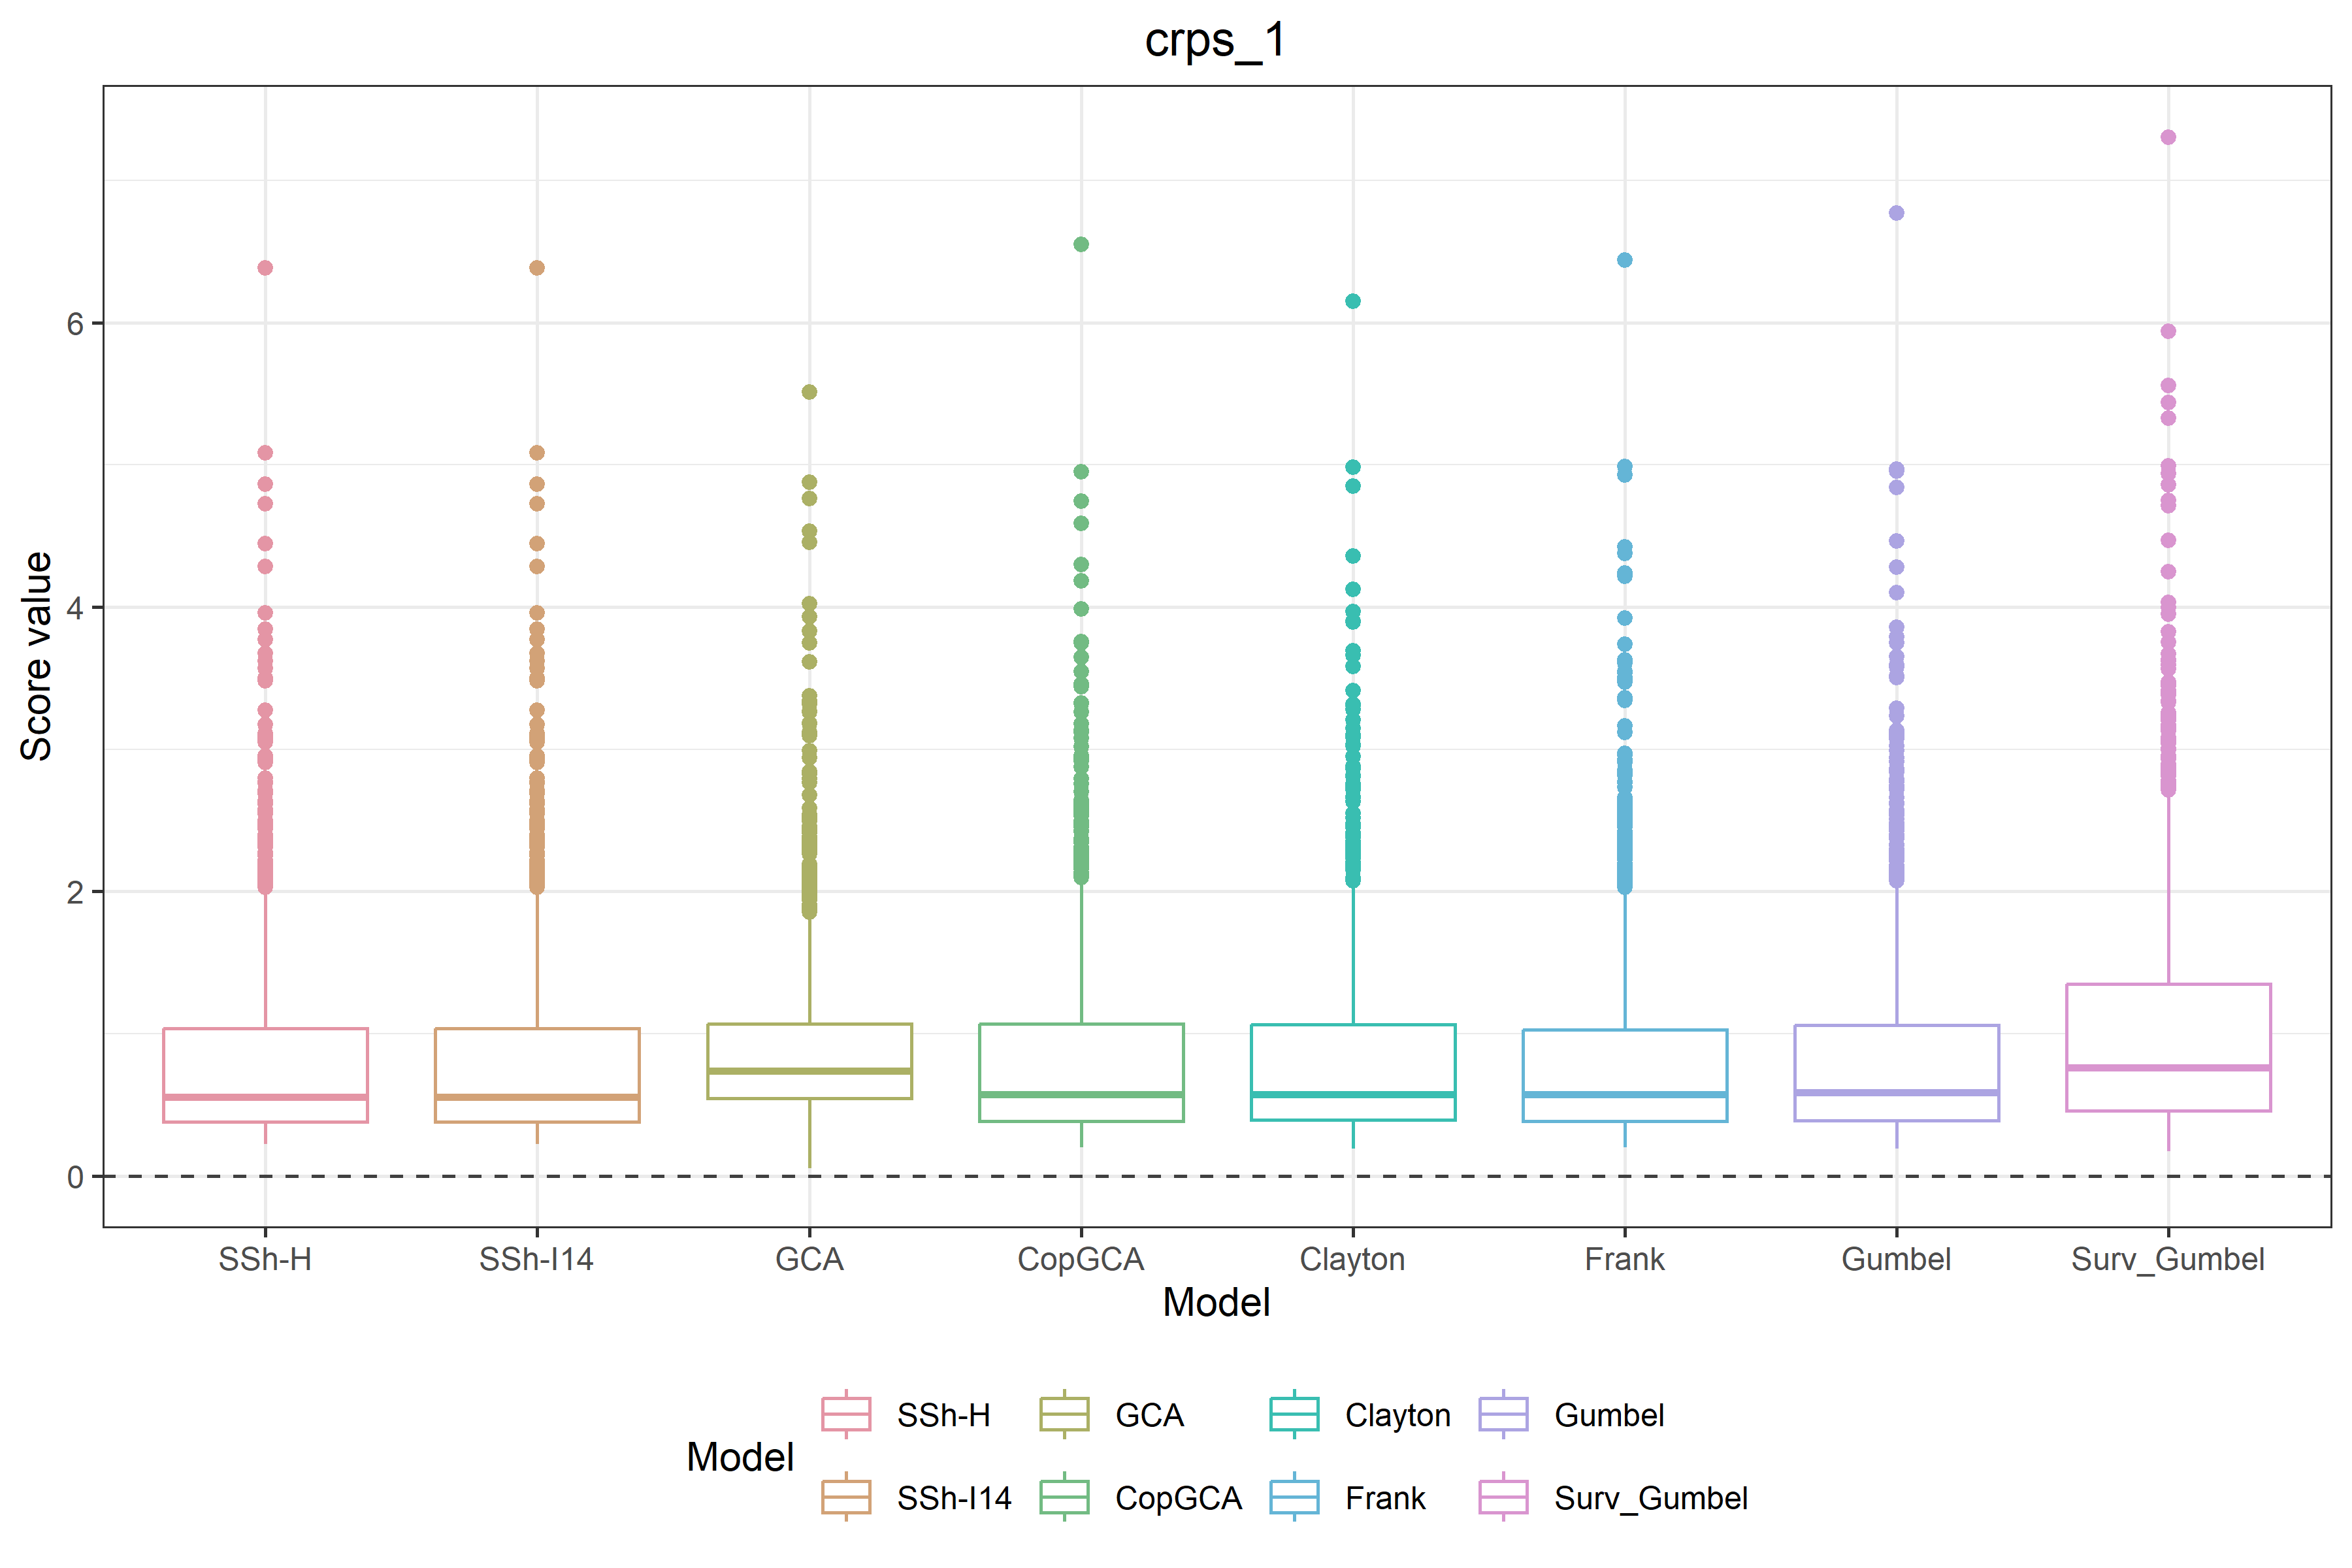 crps_1
Score value
6
4
2
0
SSh-H SSh-I14 GCA CopGCA Clayton Frank Gumbel Surv_Gumbel
Model
Model
SSh-H GCA Clayton Gumbel
SSh-I14 CopGCA Frank Surv_Gumbel